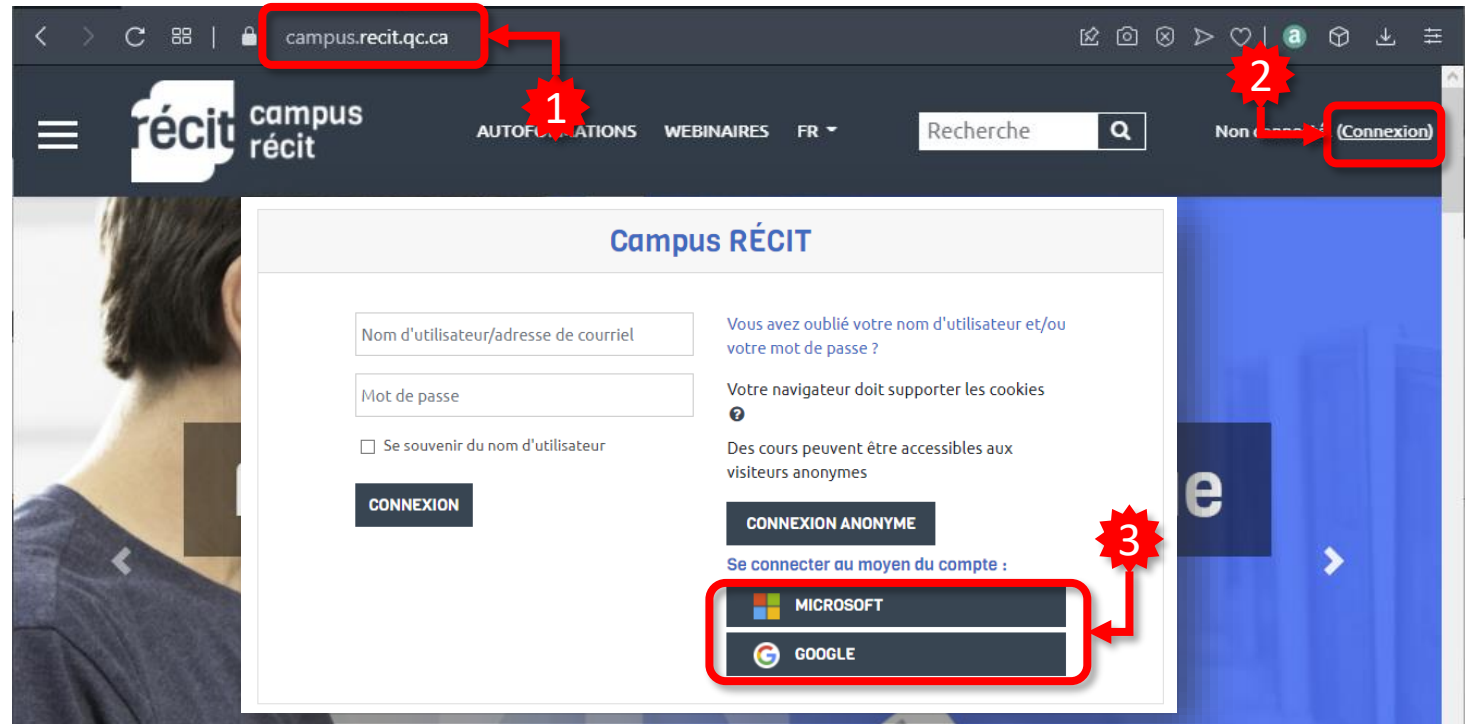 campus.recit.qc.ca
a
1
2
récit
campus
récit
WEBINAIRES
FR
Recherche
Non
(Connexion)
Campus RÉCIT
Nom d'utilisateur/adresse de courriel
Mot de passe
Se souvenir du nom d'utilisateur
CONNEXION
Vous avez oublié votre nom d'utilisateur et/ou
votre mot de passe ?
Votre navigateur doit supporter les cookies
Des cours peuvent être accessibles aux
visiteurs anonymes
CONNEXION ANONYME
3
Se connecter au moyen du compte :
MICROSOFT
GOOGLE
e